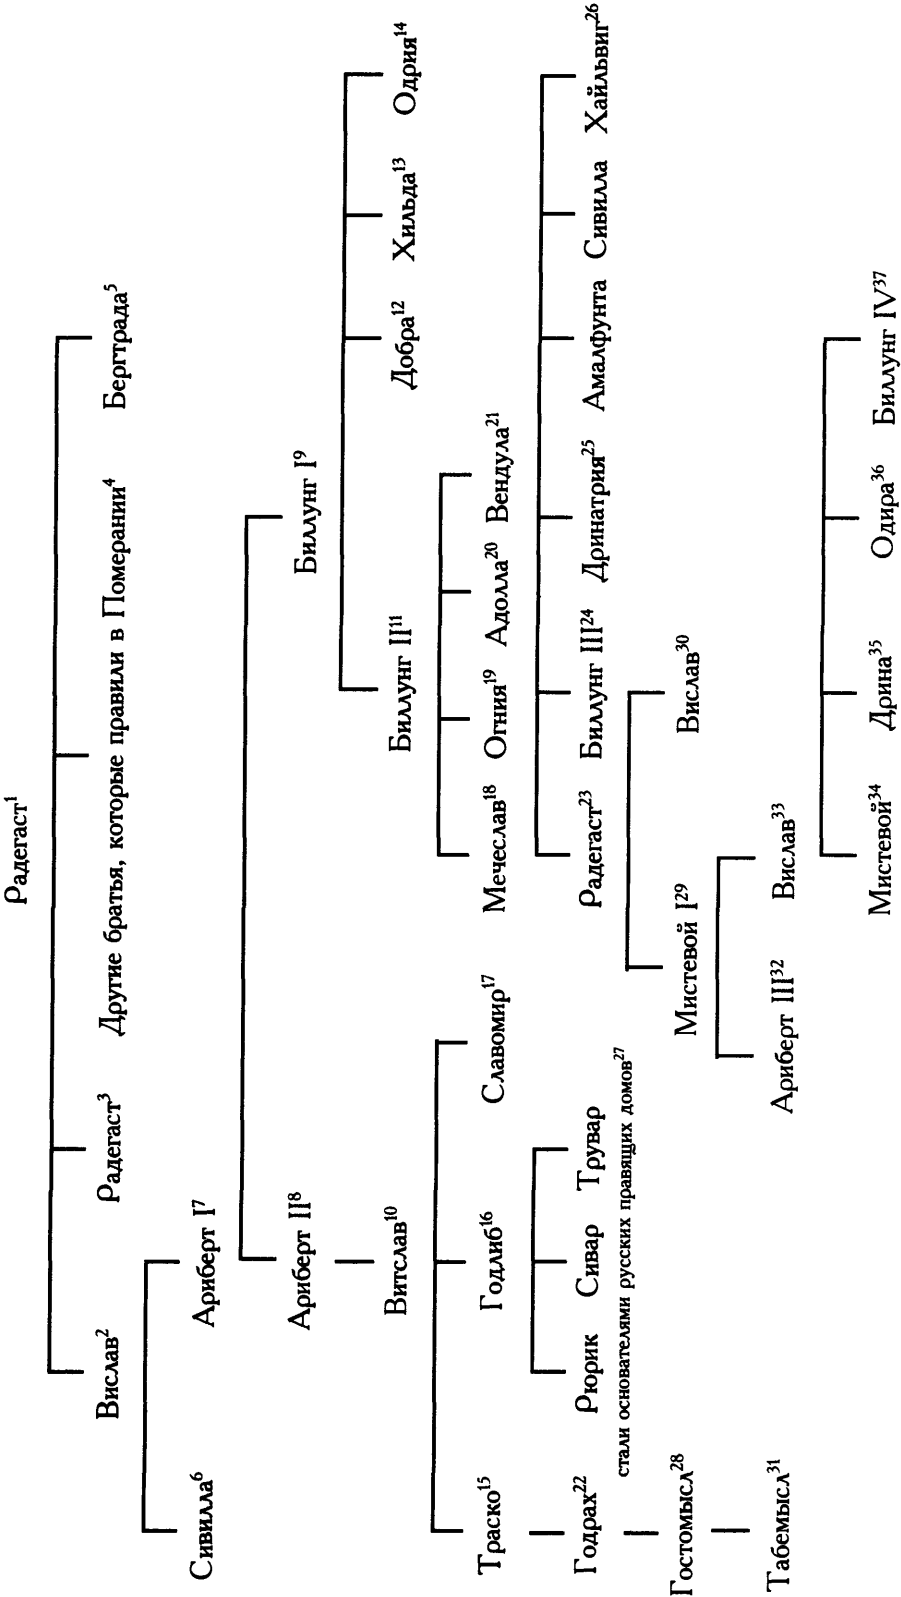 Радегаст¹
Вислав² Радегаст³ Другие братья, которые правили в Померании⁴ Бертрада⁵
Сивилла⁶ Ариберт I⁷
Ариберт II⁸ Биллунг I⁹
Витслав¹⁰ Биллунг II¹¹ Добра¹² Хильда¹³ Одрия¹⁴
Траско¹⁵ Годлиб¹⁶ Славомир¹⁷ Мечеслав¹⁸ Огния¹⁹ Адолла²⁰ Вендула²¹
Годрах²² Рюрик Сивар Трувар Радегаст²³ Биллунг III²⁴ Дринатрия²⁵ Амалфунта Сивилла Хайльвиг²⁶
стали основателями русских правящих домов²⁷
Гостомысл²⁸ Мистевой I²⁹ Вислав³⁰
Табемысл³¹ Ариберт III³² Вислав³³
Мистевой³⁴ Дрина³⁵ Одира³⁶ Биллунг IV³⁷